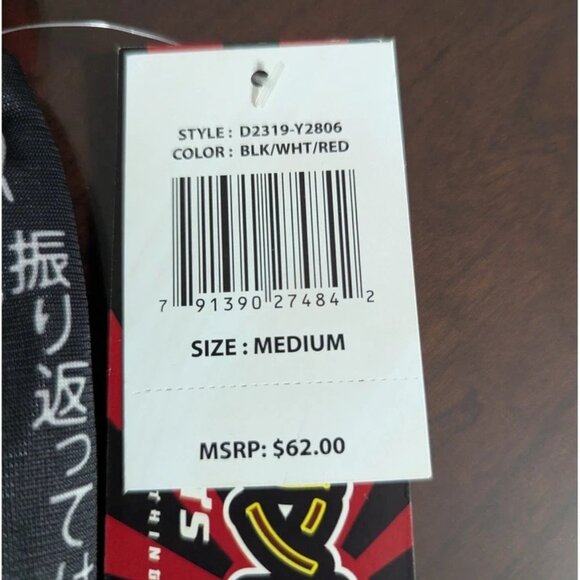 STYLE : D2319-Y2806
COLOR : BLK/WHT/RED
7 91390 27484 2
SIZE : MEDIUM
MSRP: $62.00
振り返っては
THING